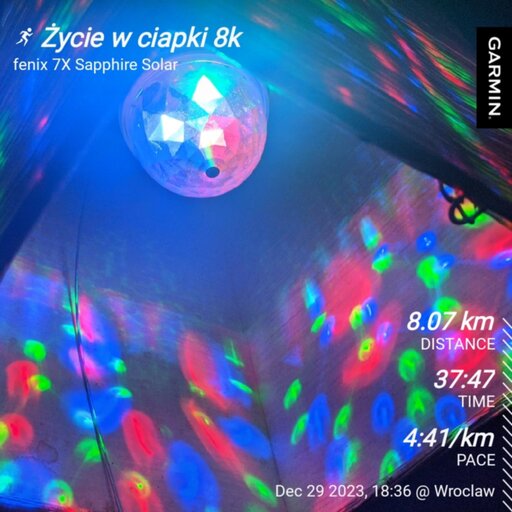 Życie w ciapki 8k
fenix 7X Sapphire Solar
GARMIN
8.07 km
DISTANCE
37:47
TIME
4:41/km
PACE
Dec 29 2023, 18:36 @ Wroclaw